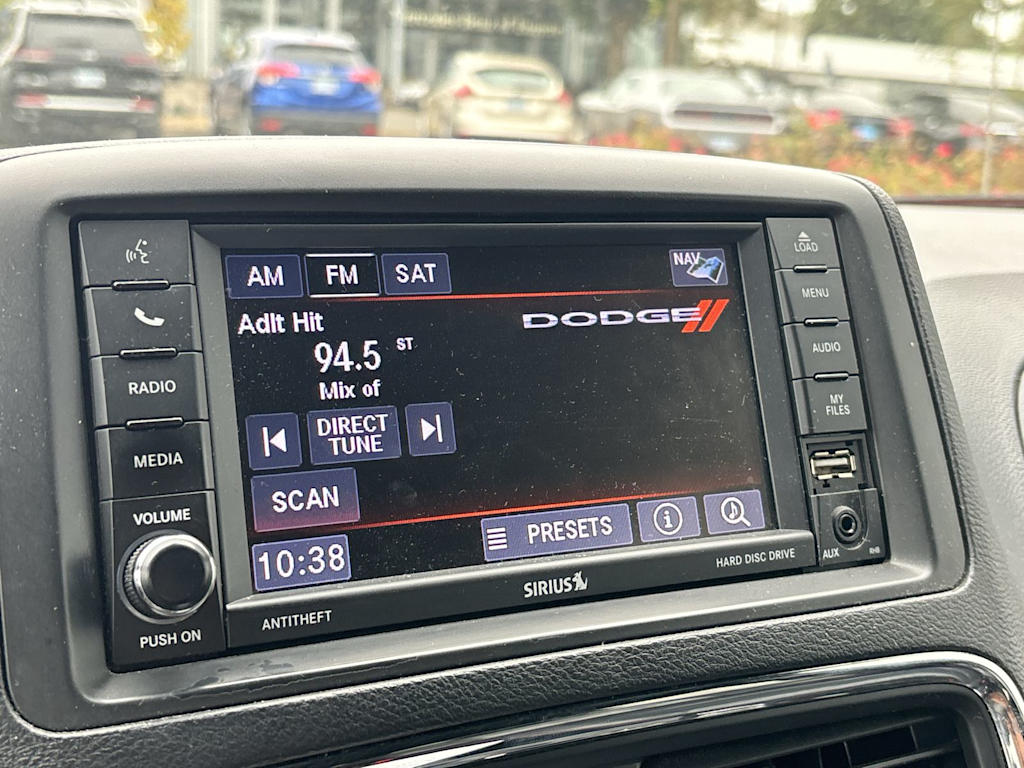 AM FM SAT NAV
Adlt Hit
DODGE
94.5 ST
Mix of
DIRECT
TUNE
SCAN
10:38
PRESETS
RADIO
MEDIA
VOLUME
PUSH ON
ANTITHEFT
SIRIUS
HARD DISC DRIVE
LOAD
MENU
AUDIO
MY
FILES
AUX
RHB